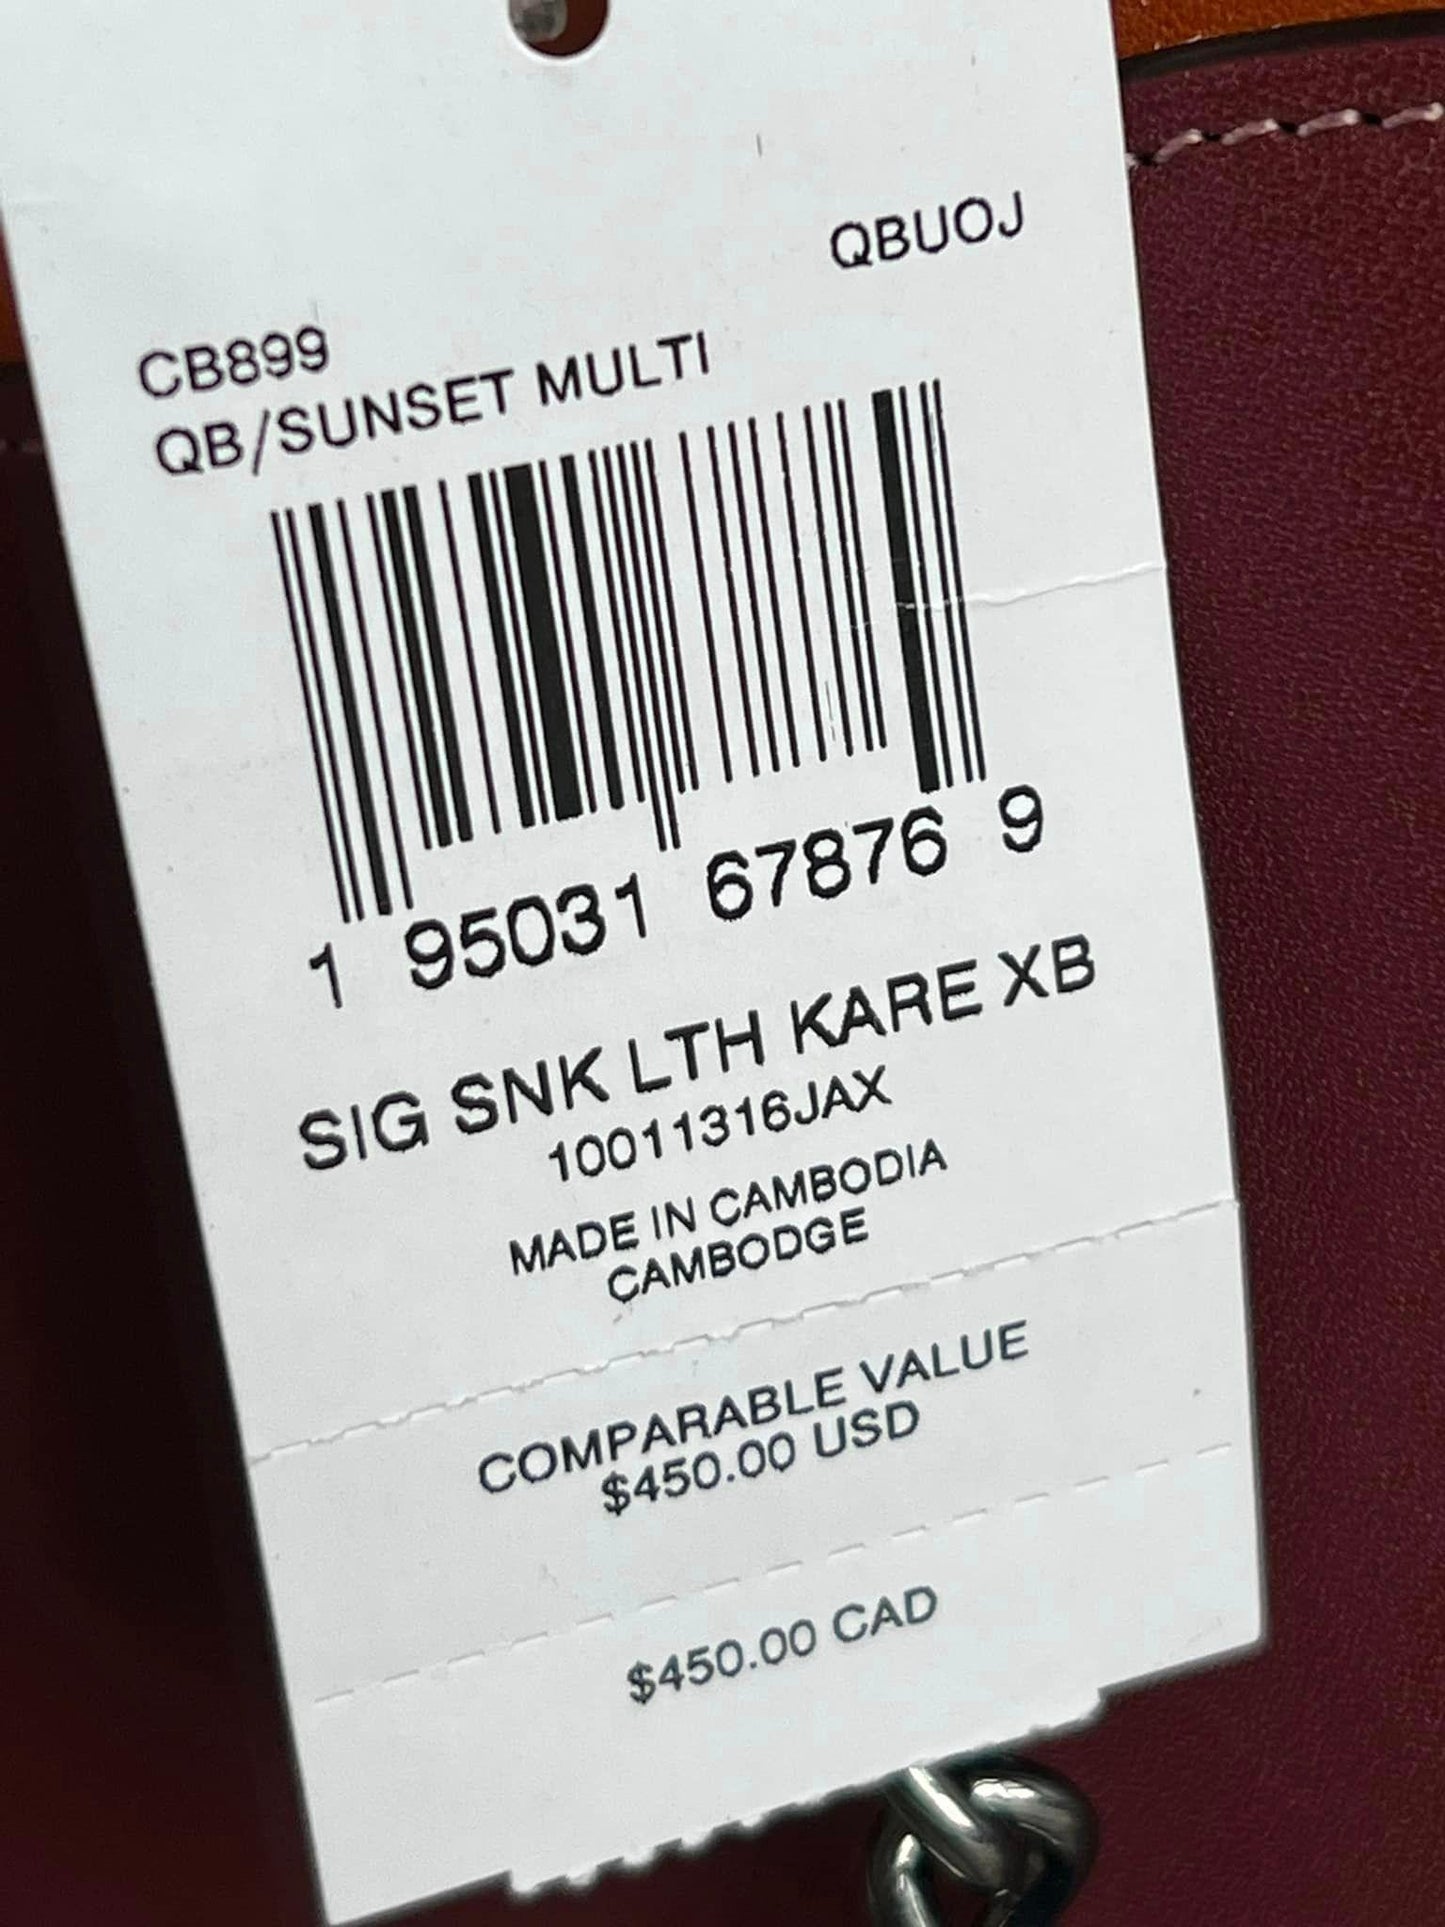 QBUOJ
CB899
QB/SUNSET MULTI
1 95031 67876 9
SIG SNK LTH KARE XB
10011316JAX
MADE IN CAMBODIA
CAMBODGE
COMPARABLE VALUE
$450.00 USD
$450.00 CAD